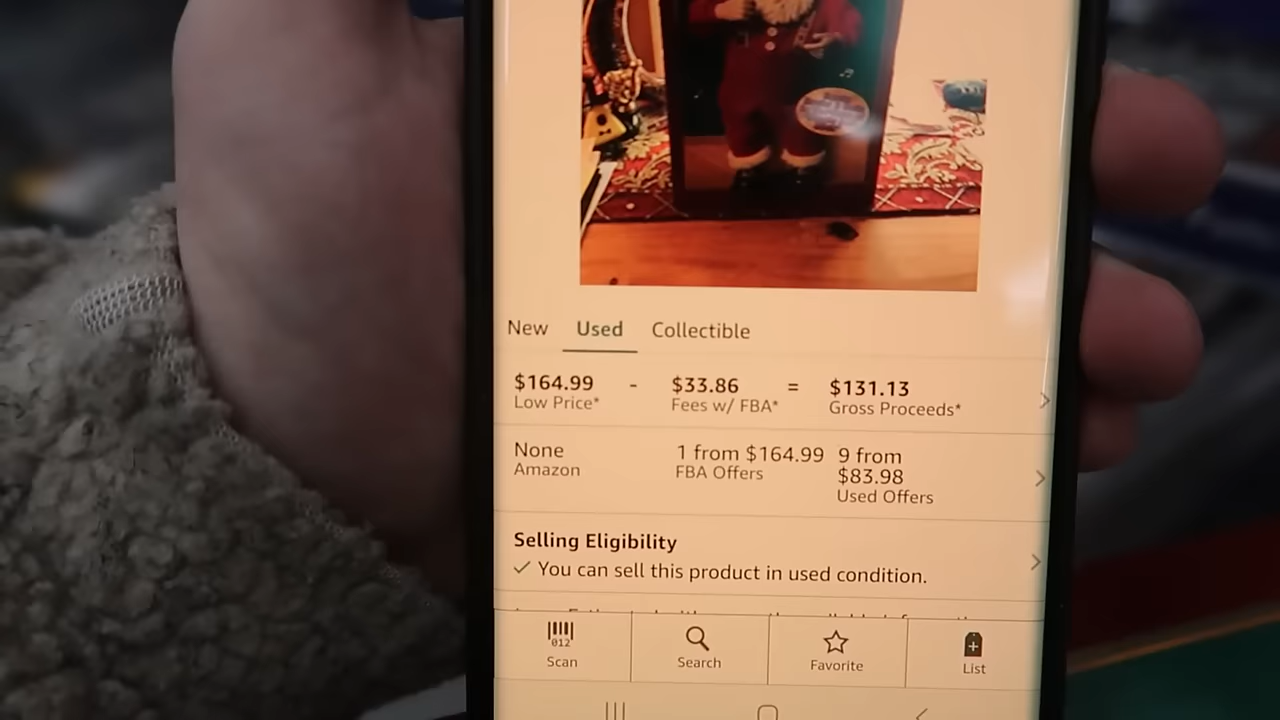 New Used Collectible
$164.99 - $33.86 = $131.13
Low Price* Fees w/ FBA* Gross Proceeds*
None 1 from $164.99 9 from
$83.98
Amazon FBA Offers Used Offers
Selling Eligibility
✓ You can sell this product in used condition.
012
Scan Search Favorite List